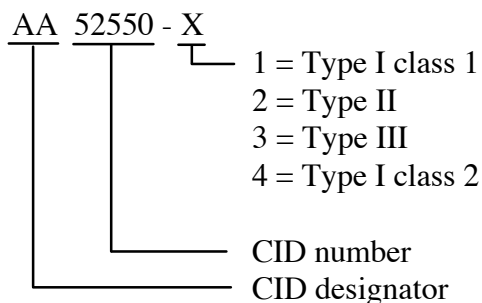 AA 52550 - X
1 = Type I class 1
2 = Type II
3 = Type III
4 = Type I class 2
CID number
CID designator